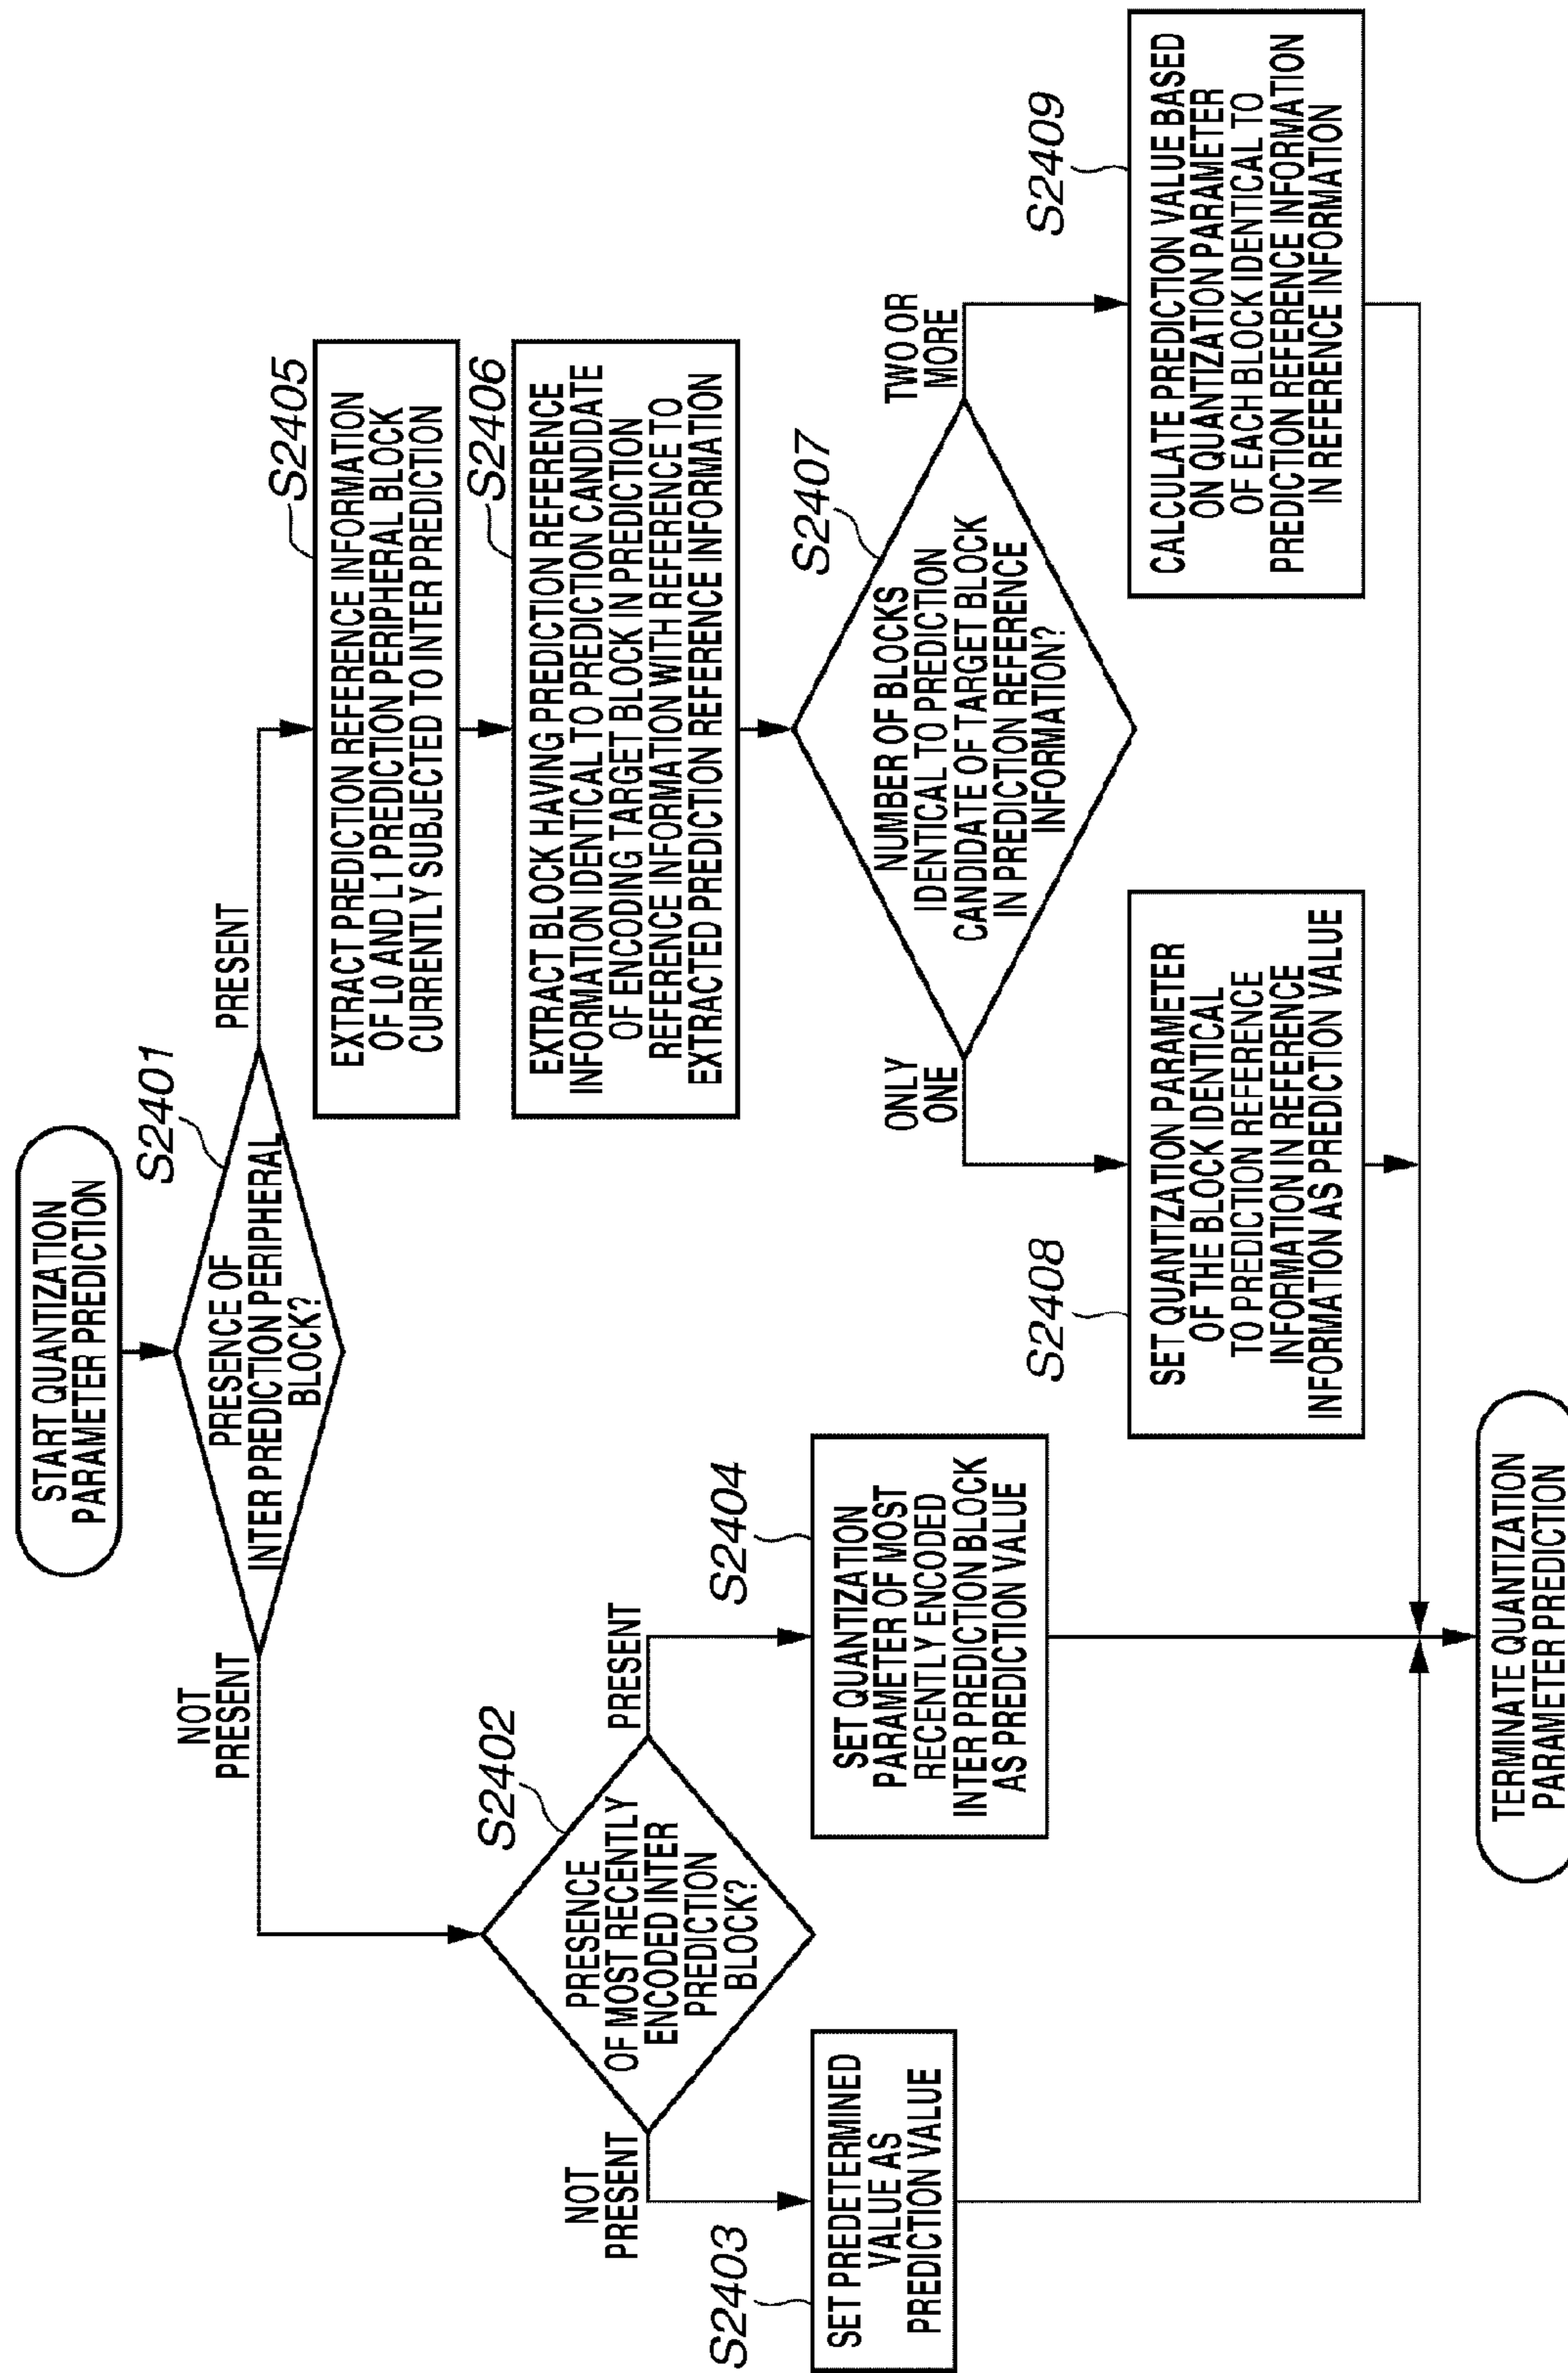 START QUANTIZATION
PARAMETER PREDICTION
S2401
PRESENCE OF
INTER PREDICTION PERIPHERAL
BLOCK?
NOT
PRESENT
PRESENT
S2402
PRESENCE
OF MOST RECENTLY
ENCODED INTER
PREDICTION
BLOCK?
NOT
PRESENT
PRESENT
S2403
SET PREDETERMINED
VALUE AS
PREDICTION VALUE
S2404
SET QUANTIZATION
PARAMETER OF MOST
RECENTLY ENCODED
INTER PREDICTION BLOCK
AS PREDICTION VALUE
S2405
EXTRACT PREDICTION REFERENCE INFORMATION
OF L0 AND L1 PREDICTION PERIPHERAL BLOCK
CURRENTLY SUBJECTED TO INTER PREDICTION
S2406
EXTRACT BLOCK HAVING PREDICTION REFERENCE
INFORMATION IDENTICAL TO PREDICTION CANDIDATE
OF ENCODING TARGET BLOCK IN PREDICTION
REFERENCE INFORMATION WITH REFERENCE TO
EXTRACTED PREDICTION REFERENCE INFORMATION
S2407
NUMBER OF BLOCKS
IDENTICAL TO PREDICTION
CANDIDATE OF TARGET BLOCK
IN PREDICTION REFERENCE
INFORMATION?
ONLY
ONE
TWO OR
MORE
S2408
SET QUANTIZATION PARAMETER
OF THE BLOCK IDENTICAL
TO PREDICTION REFERENCE
INFORMATION IN REFERENCE
INFORMATION AS PREDICTION VALUE
S2409
CALCULATE PREDICTION VALUE BASED
ON QUANTIZATION PARAMETER
OF EACH BLOCK IDENTICAL TO
PREDICTION REFERENCE INFORMATION
IN REFERENCE INFORMATION
TERMINATE QUANTIZATION
PARAMETER PREDICTION